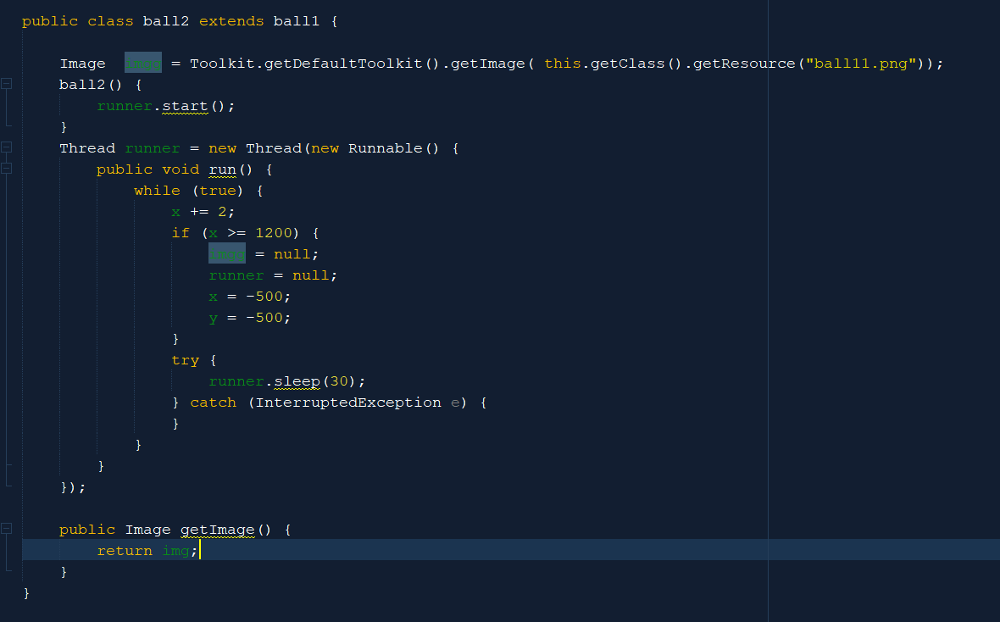 public class ball2 extends ball1 {
Image imgg = Toolkit.getDefaultToolkit().getImage( this.getClass().getResource("ball11.png"));
ball2() {
runner.start();
}
Thread runner = new Thread(new Runnable() {
public void run() {
while (true) {
x += 2;
if (x >= 1200) {
imgg = null;
runner = null;
x = -500;
y = -500;
}
try {
runner.sleep(30);
} catch (InterruptedException e) {
}
}
}
});
public Image getImage() {
return img;
}
}